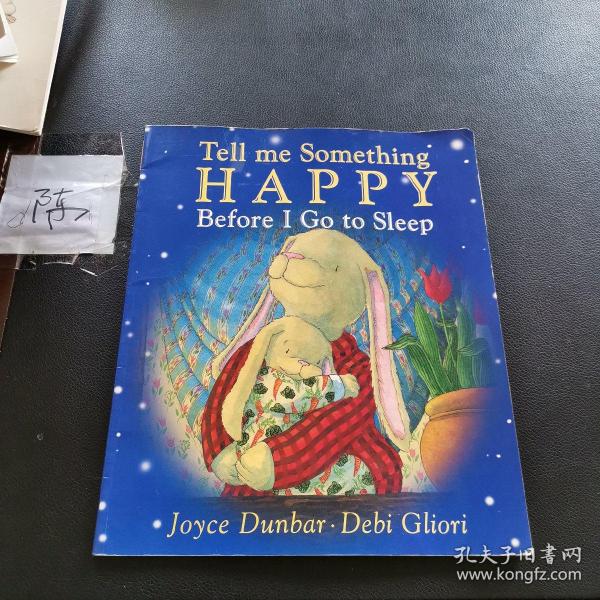 Tell me Something
HAPPY
Before I Go to Sleep
陈
Joyce Dunbar · Debi Gliori
孔夫子旧书网
www.kongfz.com